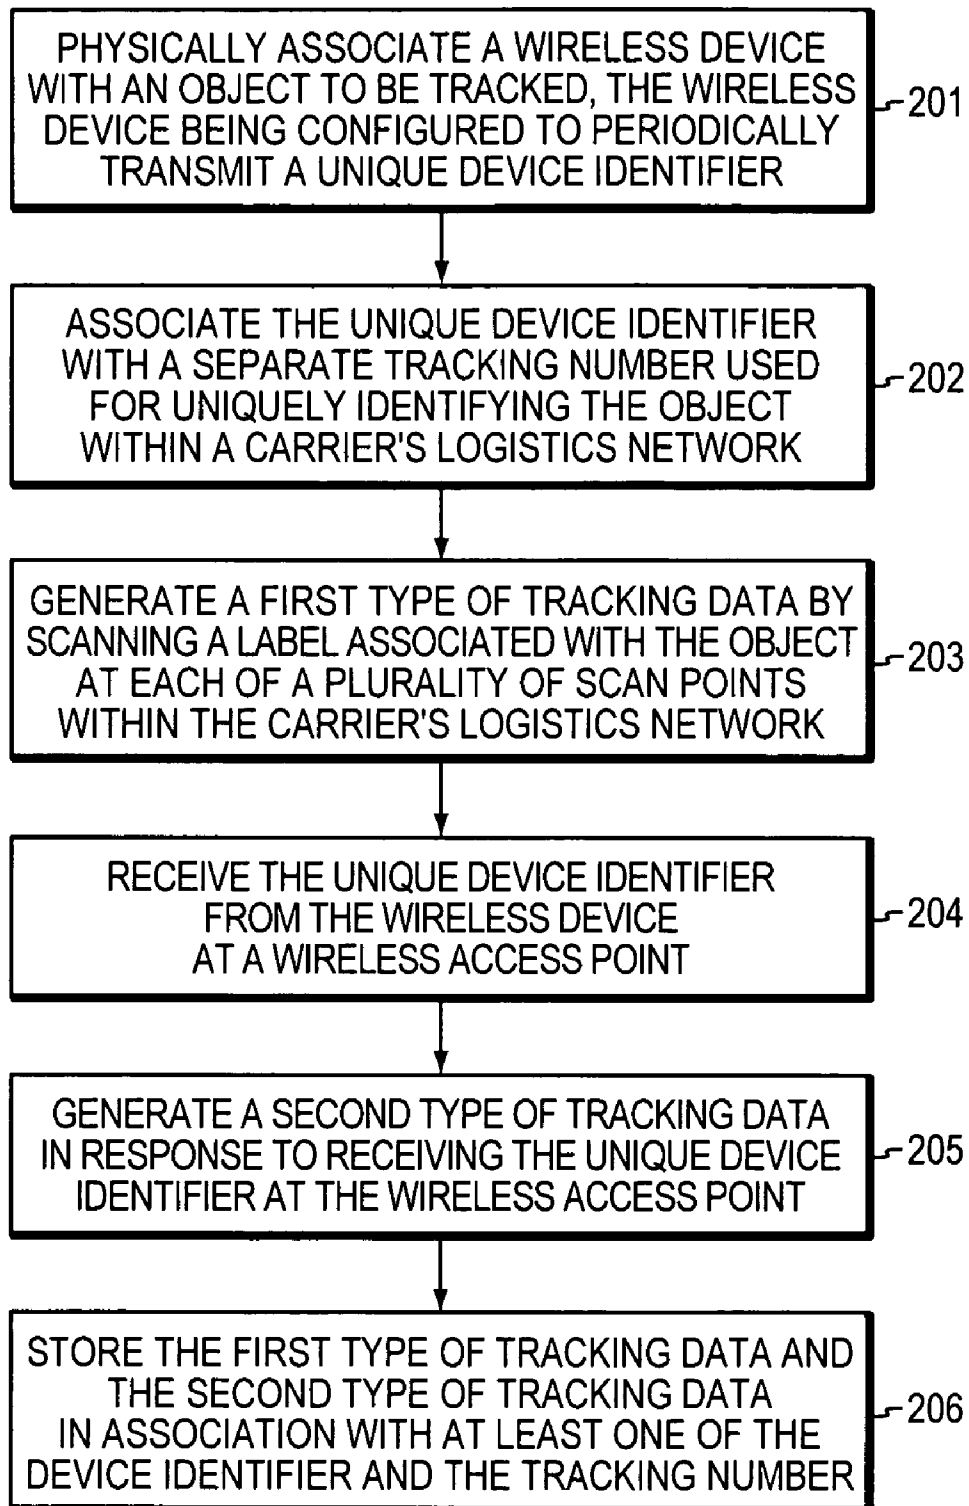 PHYSICALLY ASSOCIATE A WIRELESS DEVICE
WITH AN OBJECT TO BE TRACKED, THE WIRELESS
DEVICE BEING CONFIGURED TO PERIODICALLY
TRANSMIT A UNIQUE DEVICE IDENTIFIER
201
ASSOCIATE THE UNIQUE DEVICE IDENTIFIER
WITH A SEPARATE TRACKING NUMBER USED
FOR UNIQUELY IDENTIFYING THE OBJECT
WITHIN A CARRIER'S LOGISTICS NETWORK
202
GENERATE A FIRST TYPE OF TRACKING DATA BY
SCANNING A LABEL ASSOCIATED WITH THE OBJECT
AT EACH OF A PLURALITY OF SCAN POINTS
WITHIN THE CARRIER'S LOGISTICS NETWORK
203
RECEIVE THE UNIQUE DEVICE IDENTIFIER
FROM THE WIRELESS DEVICE
AT A WIRELESS ACCESS POINT
204
GENERATE A SECOND TYPE OF TRACKING DATA
IN RESPONSE TO RECEIVING THE UNIQUE DEVICE
IDENTIFIER AT THE WIRELESS ACCESS POINT
205
STORE THE FIRST TYPE OF TRACKING DATA AND
THE SECOND TYPE OF TRACKING DATA
IN ASSOCIATION WITH AT LEAST ONE OF THE
DEVICE IDENTIFIER AND THE TRACKING NUMBER
206